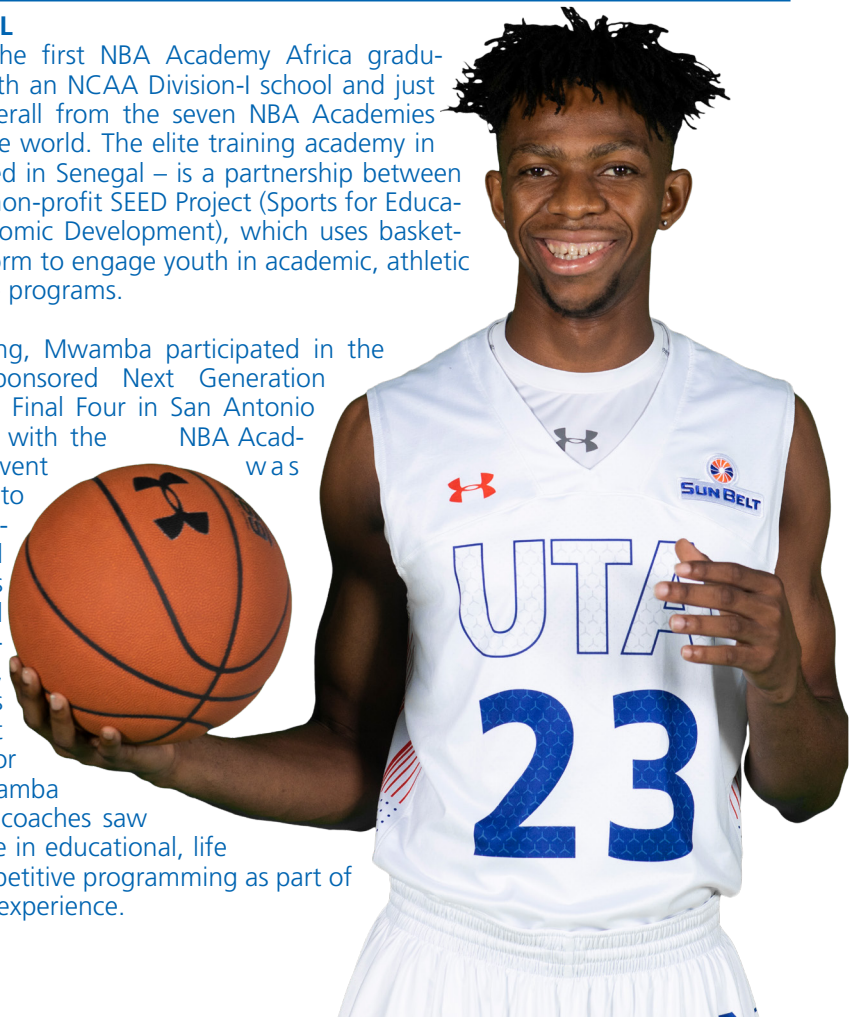 L
he first NBA Academy Africa gradu-
th an NCAA Division-I school and just
erall from the seven NBA Academies
e world. The elite training academy in
ed in Senegal – is a partnership between
non-profit SEED Project (Sports for Educa-
omic Development), which uses basket-
orm to engage youth in academic, athletic
programs.
ng, Mwamba participated in the
ponsored Next Generation
Final Four in San Antonio
with the NBA Acad-
vent was
to
-
s
-
.
s
t
or
amba
coaches saw
e in educational, life
petitive programming as part of
experience.
SUN BELT
UTA
23